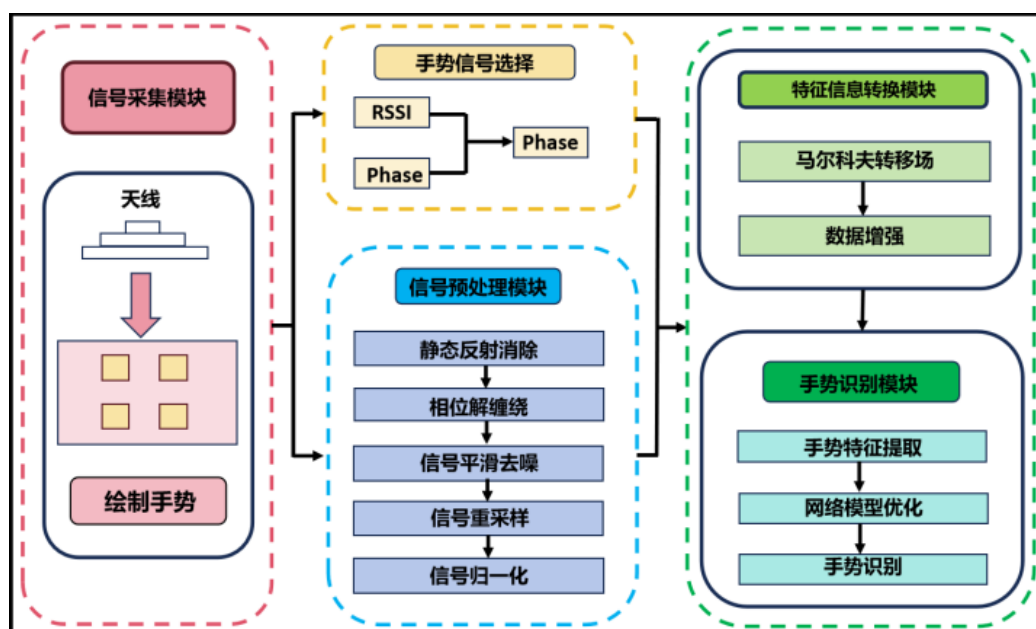 信号采集模块
天线
绘制手势
手势信号选择
RSSI
Phase
Phase
信号预处理模块
静态反射消除
相位解缠绕
信号平滑去噪
信号重采样
信号归一化
特征信息转换模块
马尔科夫转移场
数据增强
手势识别模块
手势特征提取
网络模型优化
手势识别